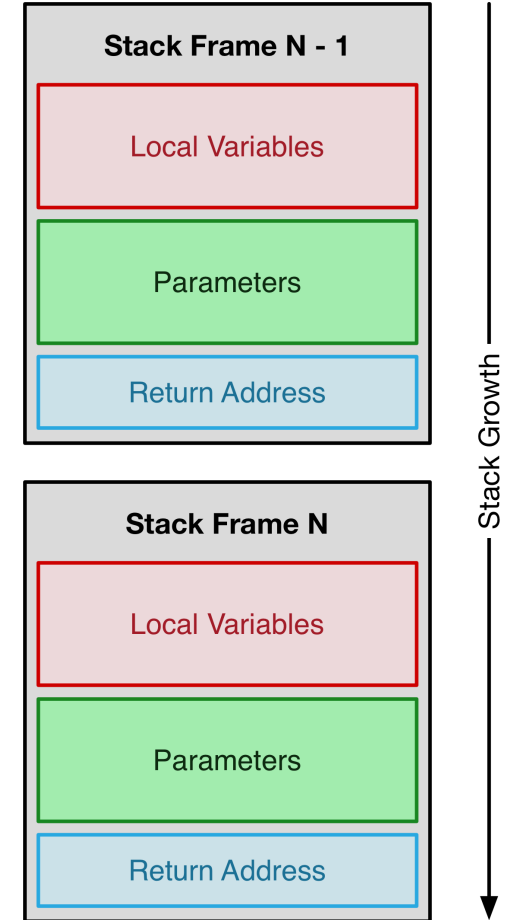 Stack Frame N - 1
Local Variables
Parameters
Return Address
Stack Growth
Stack Frame N
Local Variables
Parameters
Return Address